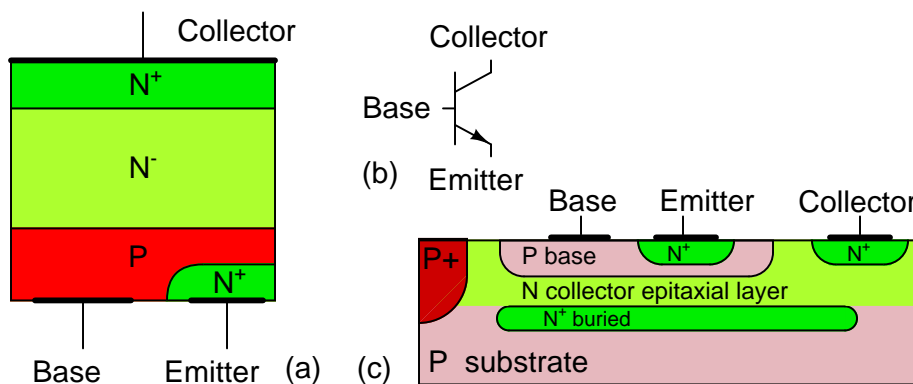 Collector
N+
N-
P
N+
Base Emitter (a)
Collector
Base
Emitter
(b)
Base Emitter Collector
P+ P base N+ N+
N collector epitaxial layer
N+ buried
P substrate
(c)